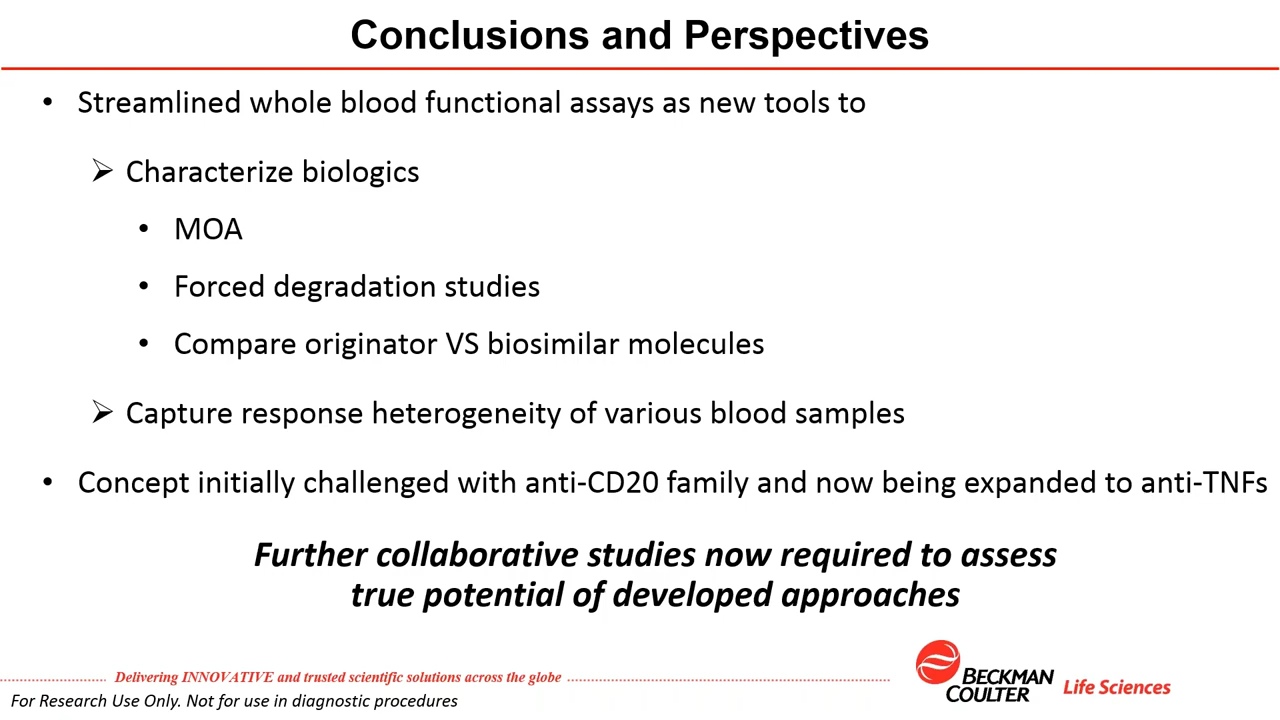 Conclusions and Perspectives
• Streamlined whole blood functional assays as new tools to
➢ Characterize biologics
• MOA
• Forced degradation studies
• Compare originator VS biosimilar molecules
➢ Capture response heterogeneity of various blood samples
• Concept initially challenged with anti-CD20 family and now being expanded to anti-TNFs
Further collaborative studies now required to assess
true potential of developed approaches
Delivering INNOVATIVE and trusted scientific solutions across the globe
For Research Use Only. Not for use in diagnostic procedures
BECKMAN
COULTER
Life Sciences